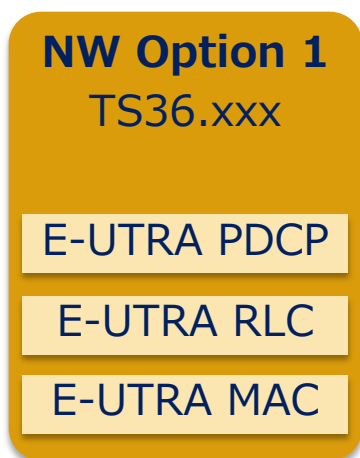 NW Option 1
TS36.xxx
E-UTRA PDCP
E-UTRA RLC
E-UTRA MAC